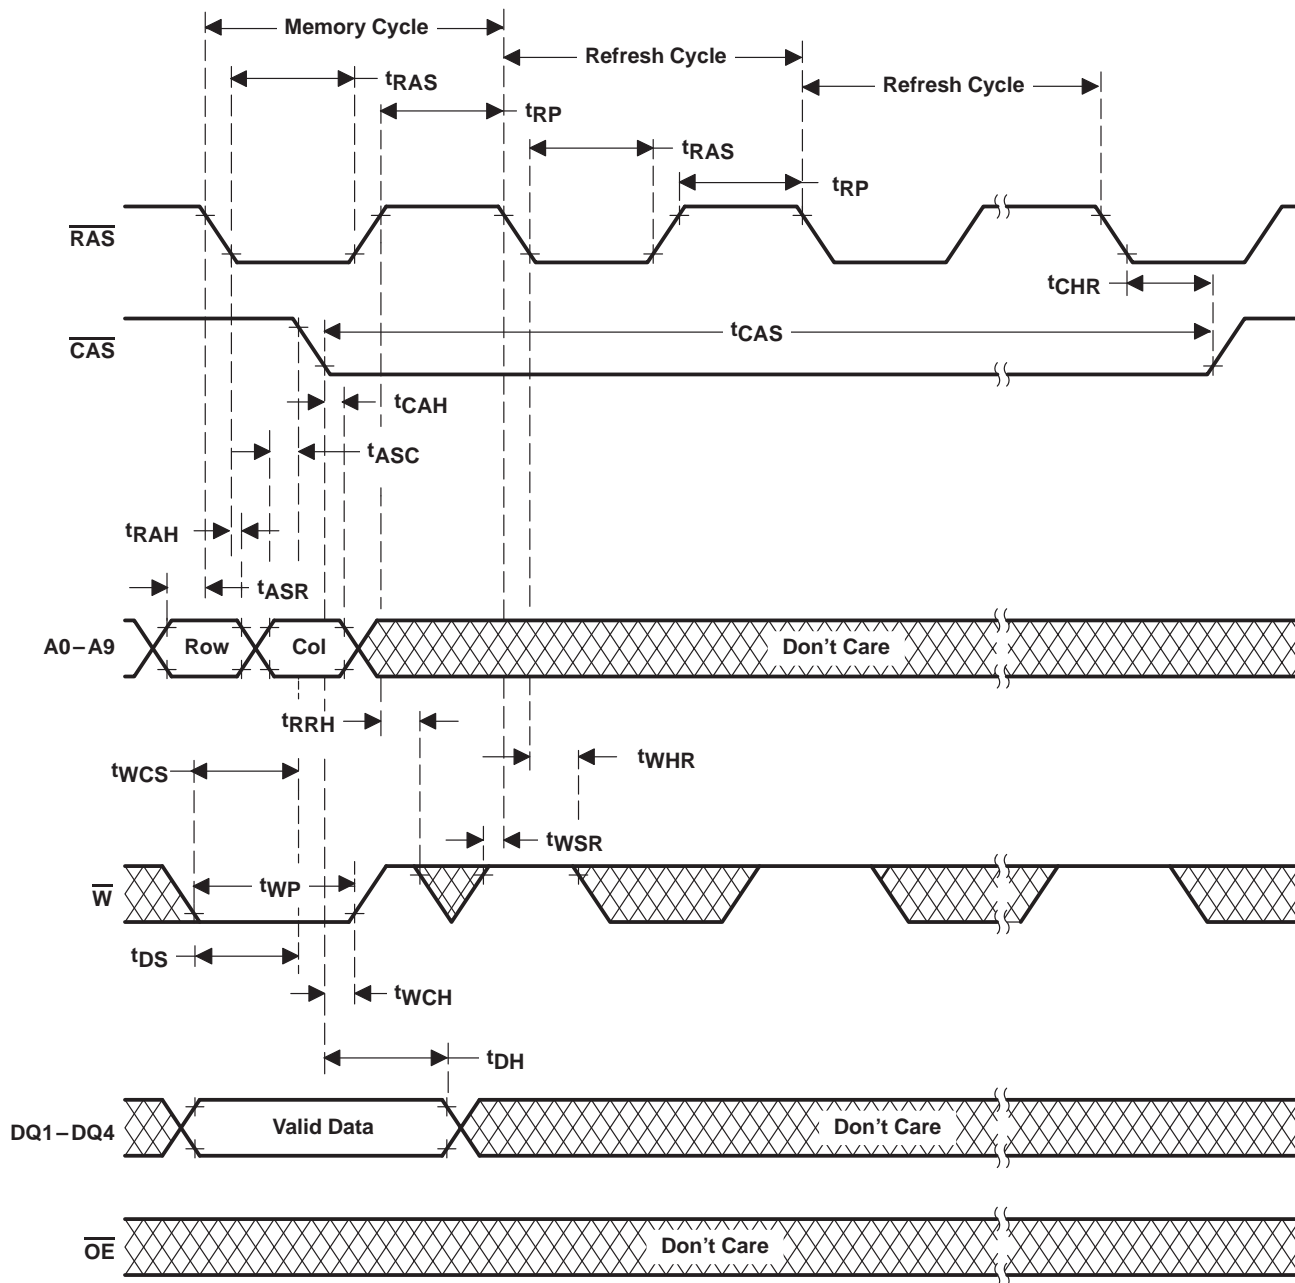 Memory Cycle
Refresh Cycle
Refresh Cycle
tRAS
tRP
tRAS
tRP
RAS
tCHR
tCAS
CAS
tCAH
tASC
tRAH
tASR
A0–A9
Row
Col
Don't Care
tRRH
tWHR
tWCS
tWSR
tWP
W
tDS
tWCH
tDH
DQ1–DQ4
Valid Data
Don't Care
OE
Don't Care